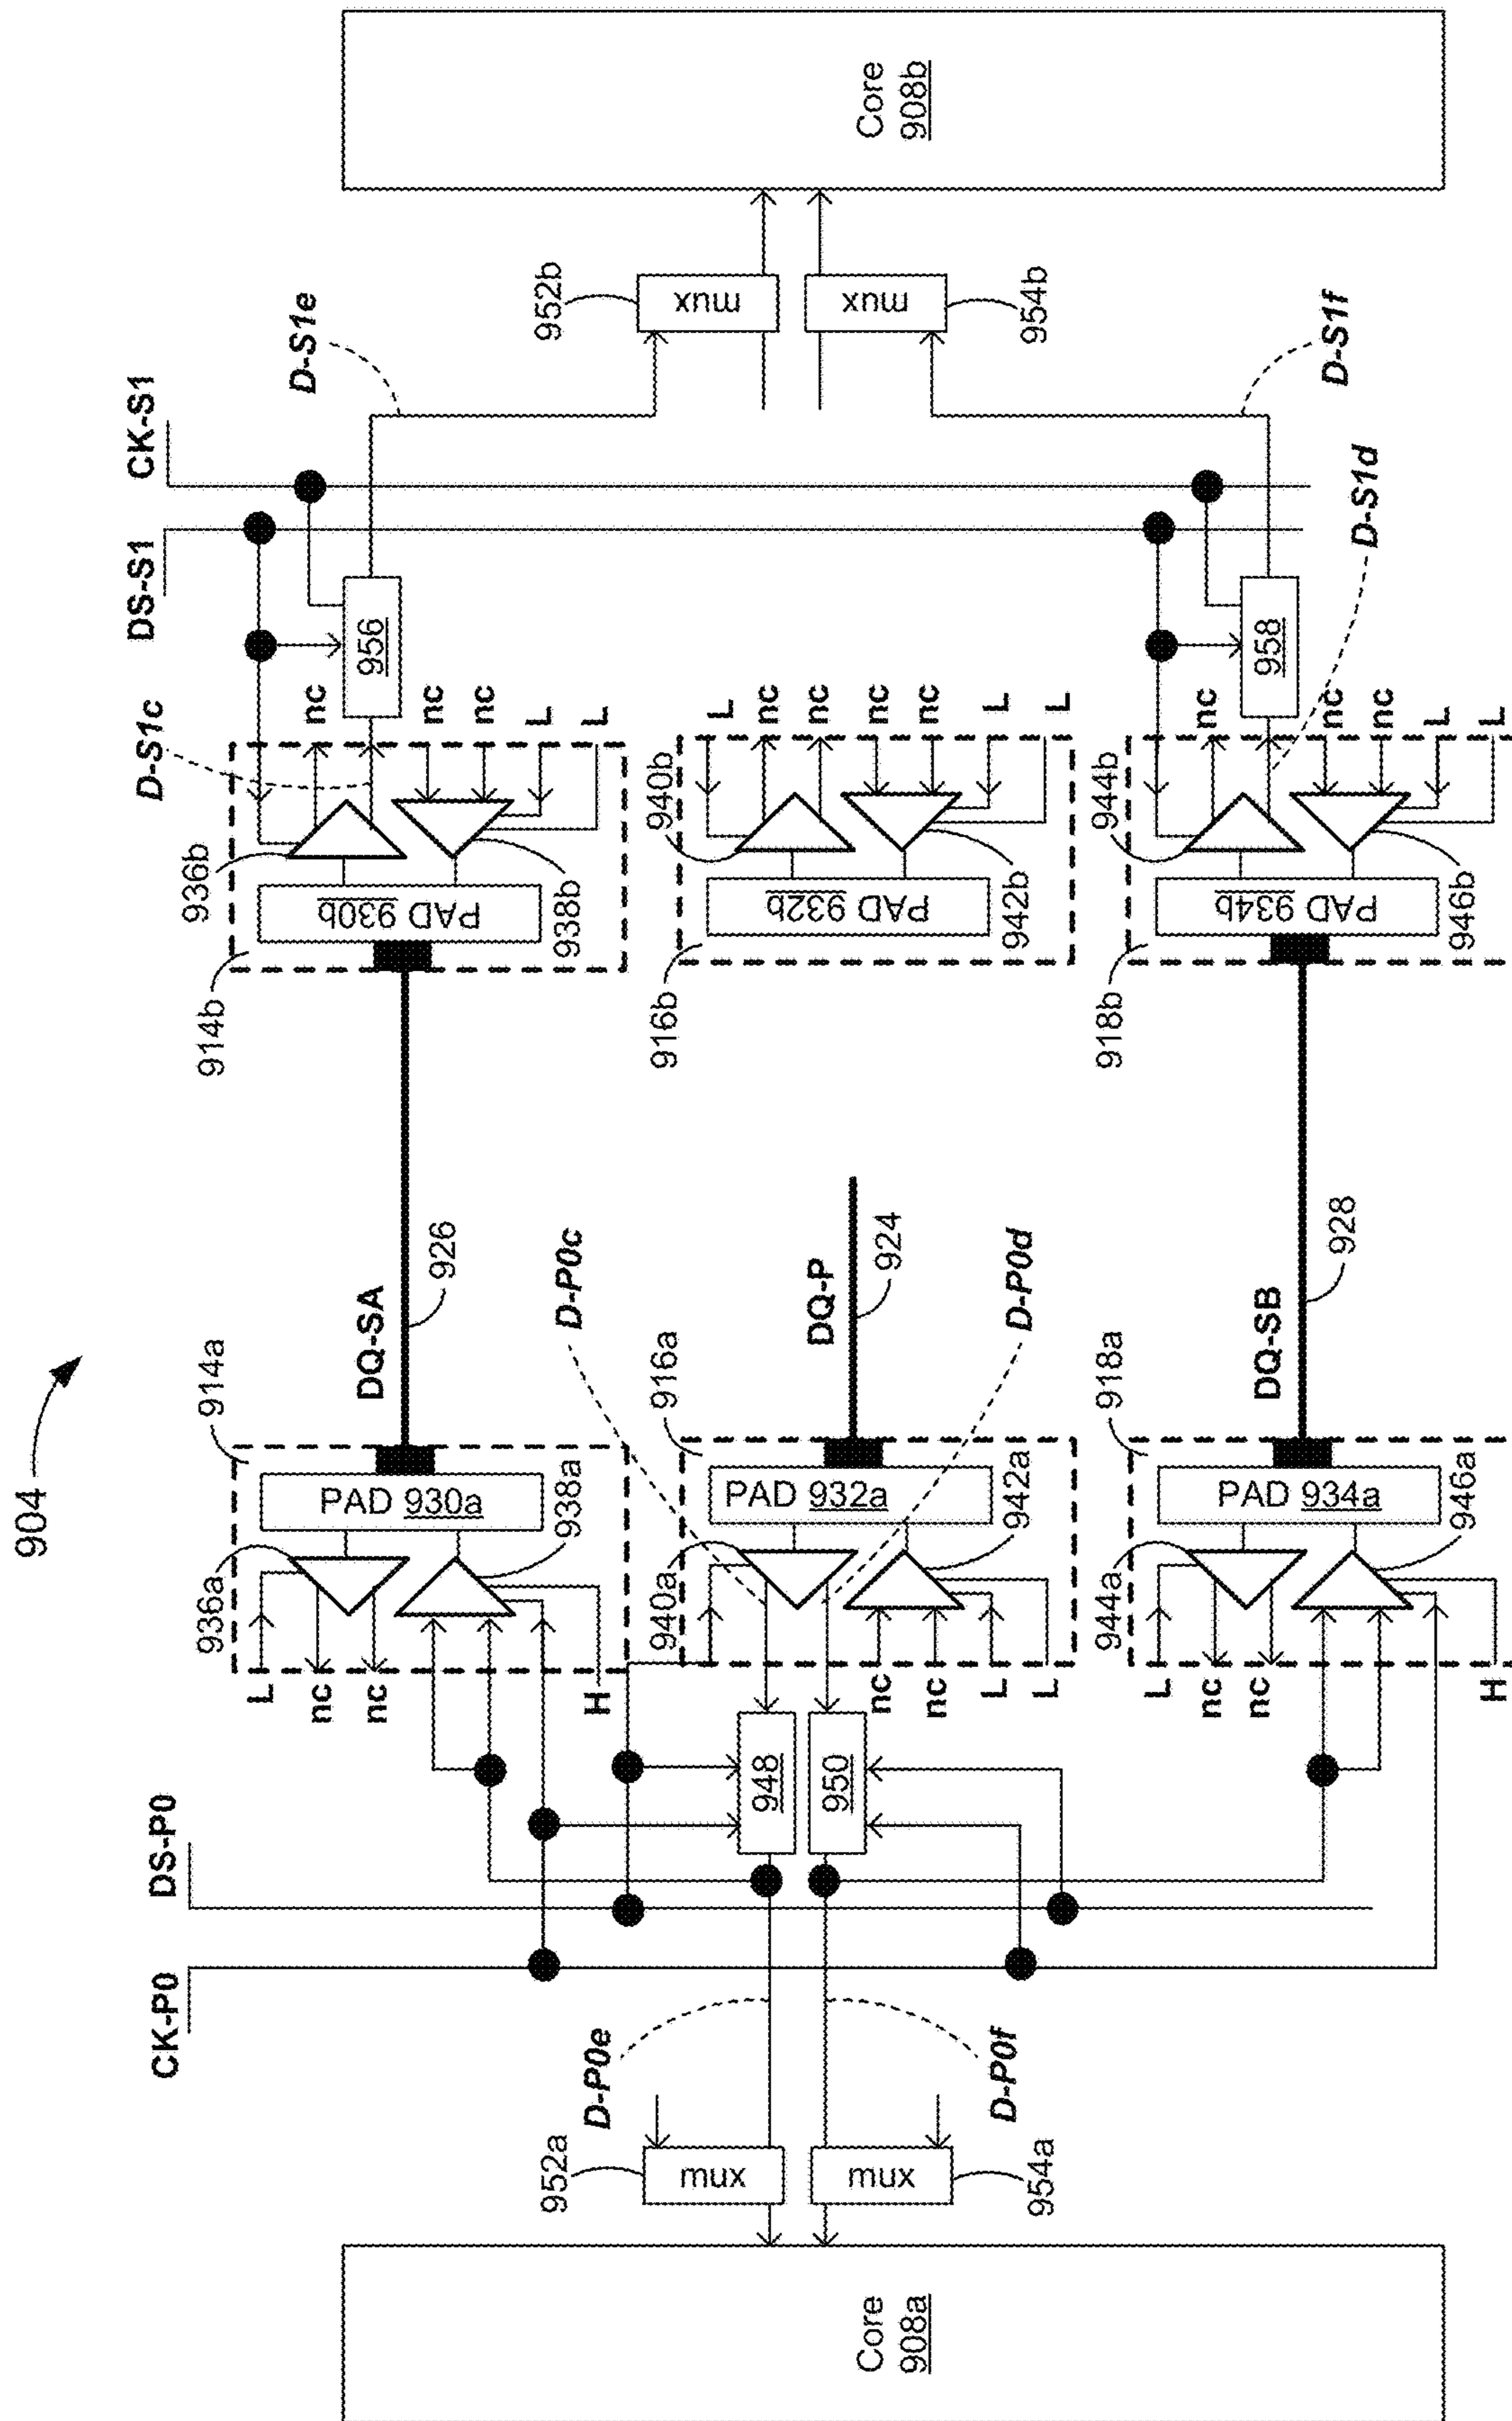 904
Core
908a
952a
mux
mux
954a
D-P0e
D-P0f
CK-P0
DS-P0
948
950
L
nc
nc
H
936a
PAD 930a
938a
914a
DQ-SA
926
D-P0c
nc
nc
L
L
940a
PAD 932a
942a
916a
DQ-P
924
D-P0d
L
nc
nc
H
944a
PAD 934a
946a
918a
DQ-SB
928
914b
936b
PAD 930b
938b
D-S1c
nc
nc
nc
L
L
916b
940b
PAD 932b
942b
L
nc
nc
nc
nc
L
L
918b
944b
PAD 934b
946b
nc
nc
nc
L
L
956
958
D-S1d
DS-S1
CK-S1
D-S1e
D-S1f
952b
mux
mux
954b
Core
908b